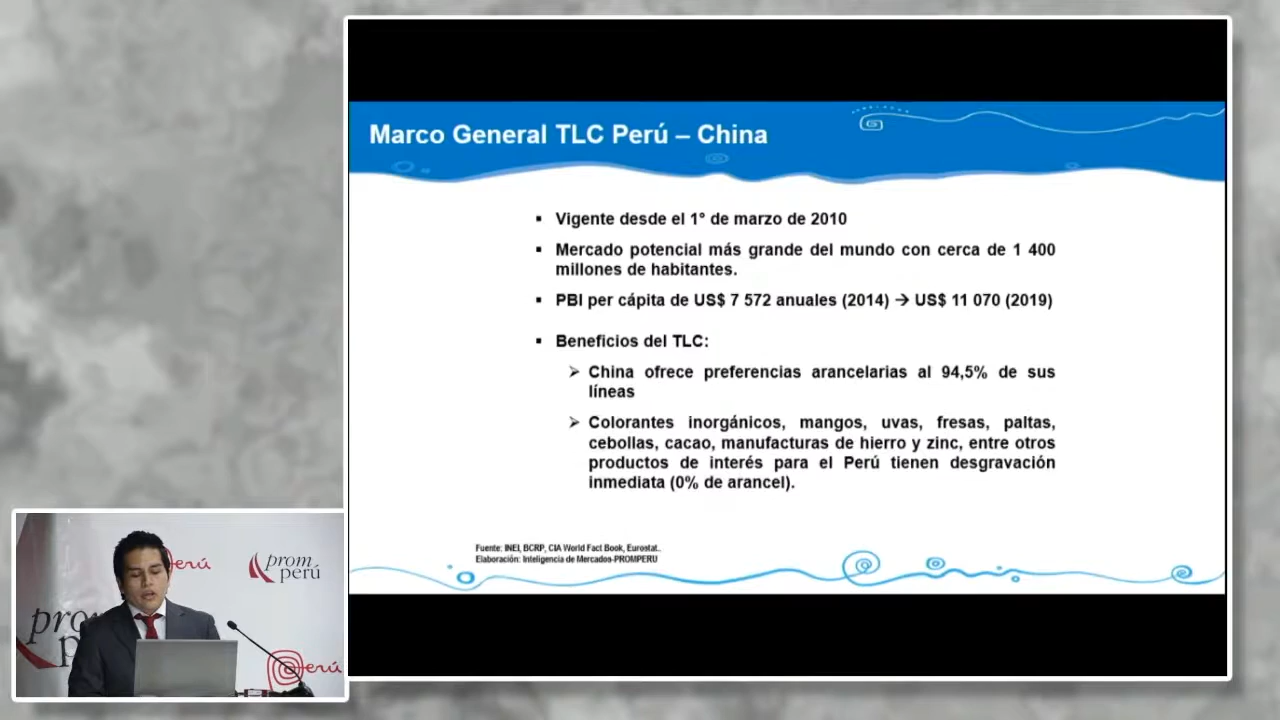 Marco General TLC Perú – China
▪ Vigente desde el 1° de marzo de 2010
▪ Mercado potencial más grande del mundo con cerca de 1 400
millones de habitantes.
▪ PBI per cápita de US$ 7 572 anuales (2014) → US$ 11 070 (2019)
▪ Beneficios del TLC:
➢ China ofrece preferencias arancelarias al 94,5% de sus
líneas
➢ Colorantes inorgánicos, mangos, uvas, fresas, paltas,
cebollas, cacao, manufacturas de hierro y zinc, entre otros
productos de interés para el Perú tienen desgravación
inmediata (0% de arancel).
Fuente: INEI, BCRP, CIA World Fact Book, Eurostat..
Elaboración: Inteligencia de Mercados-PROMPERU
prom
perú
Perú